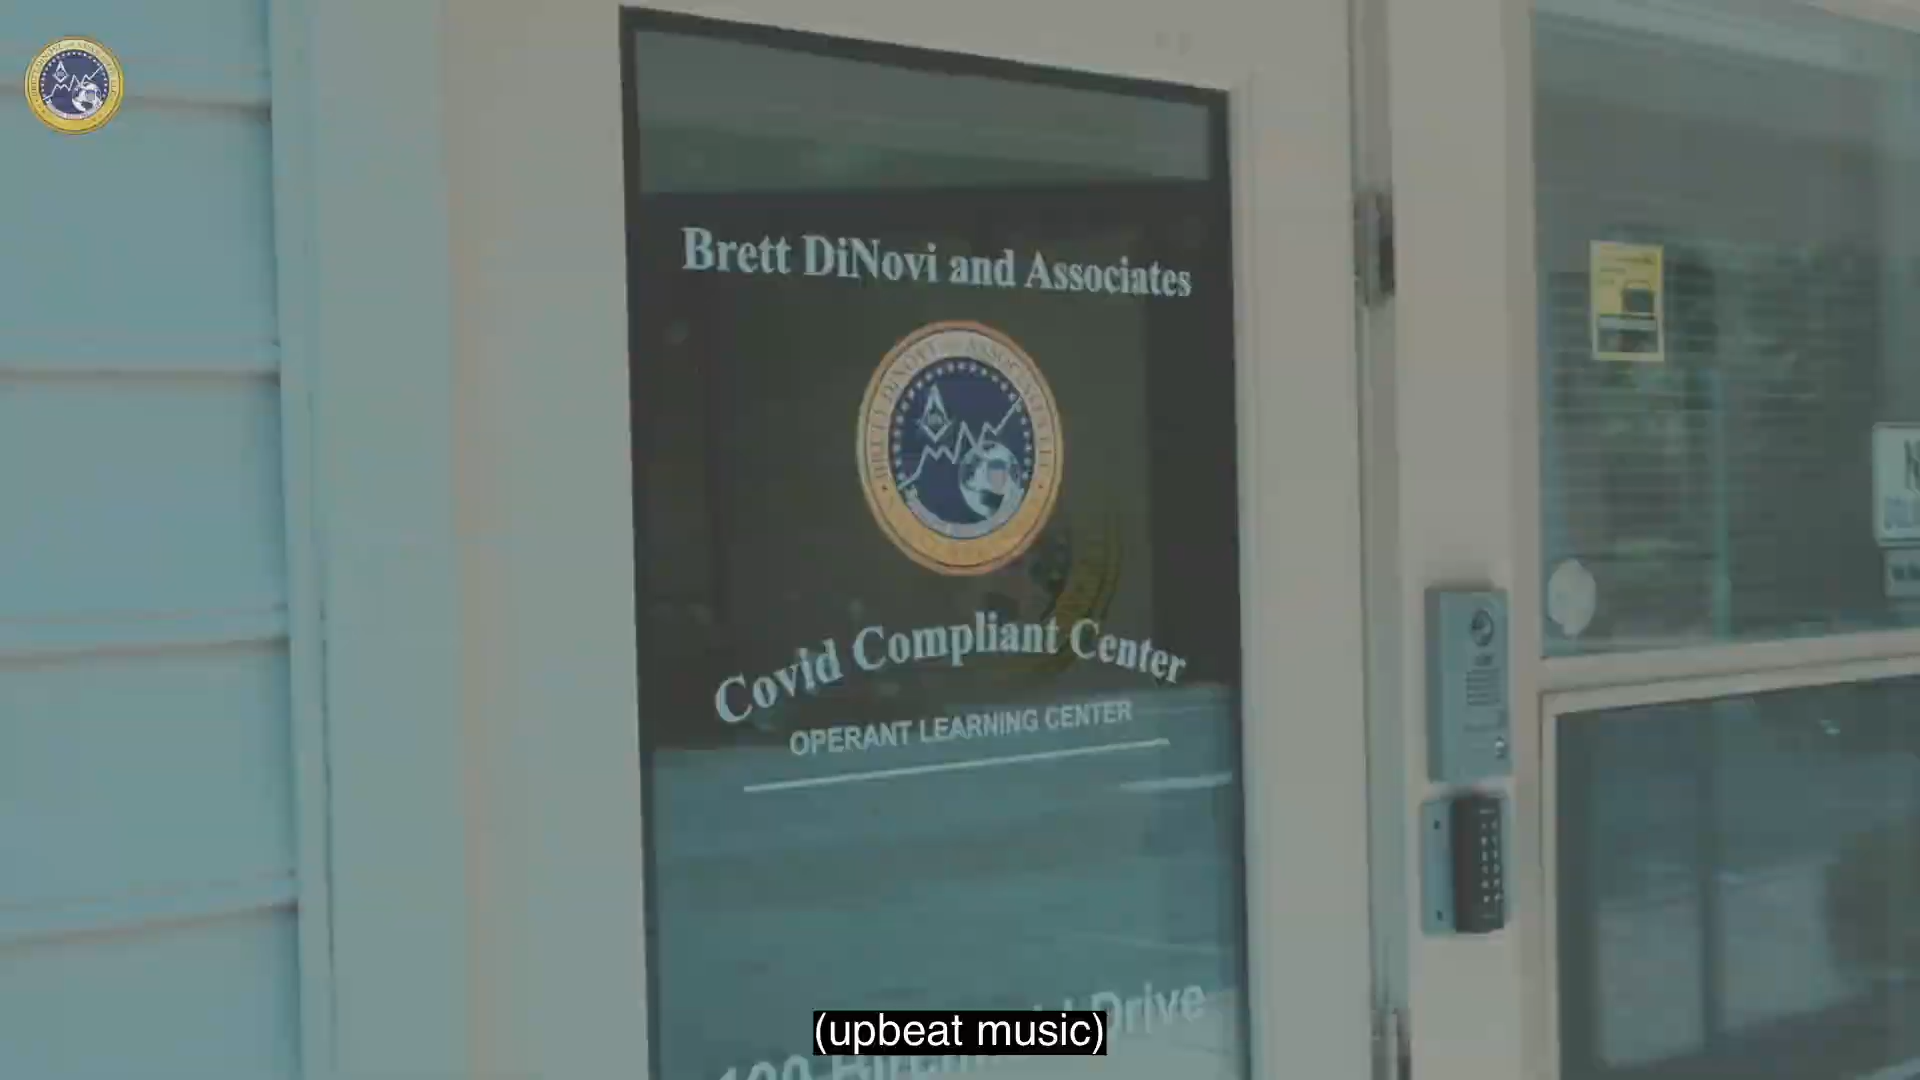 Brett DiNovi and Associates
Covid Compliant Center
OPERANT LEARNING CENTER
Drive
(upbeat music)